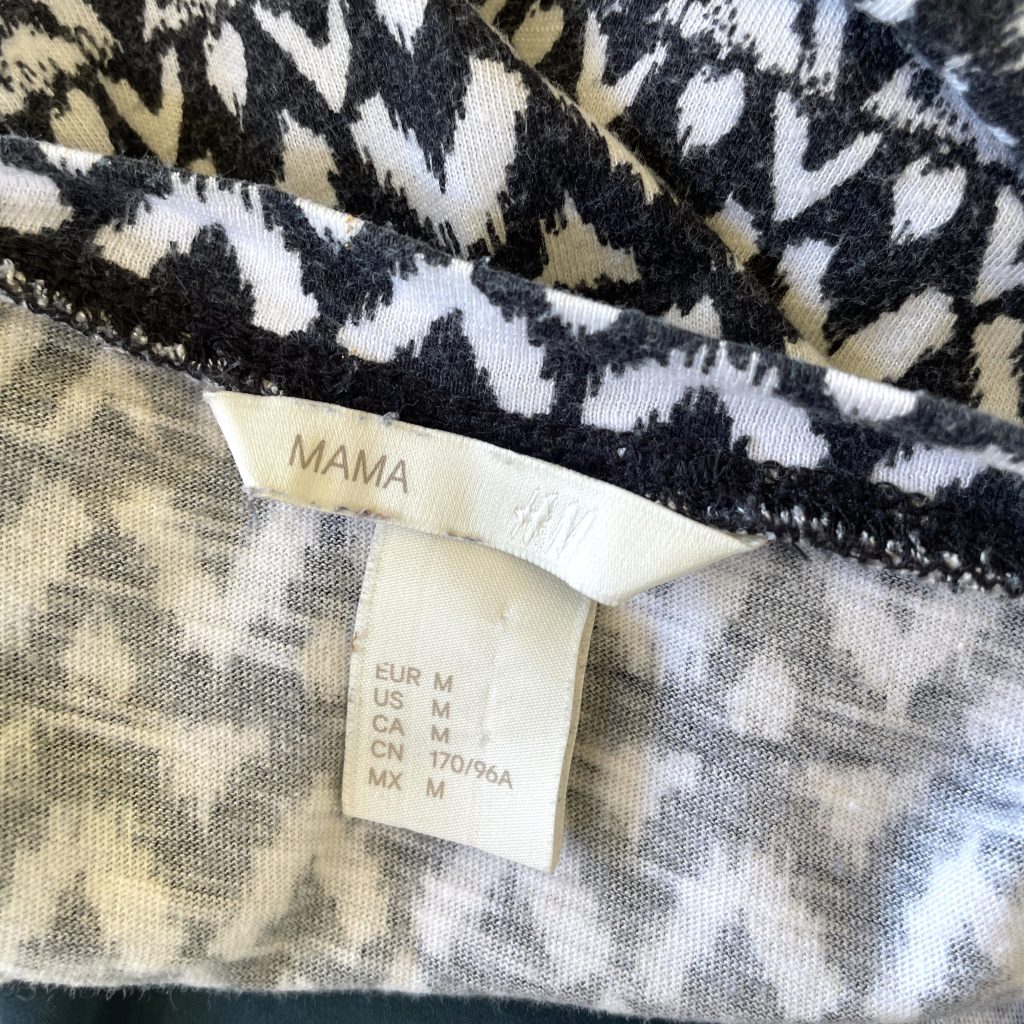 MAMA H&M
EUR M
US M
CA M
CN 170/96A
MX M